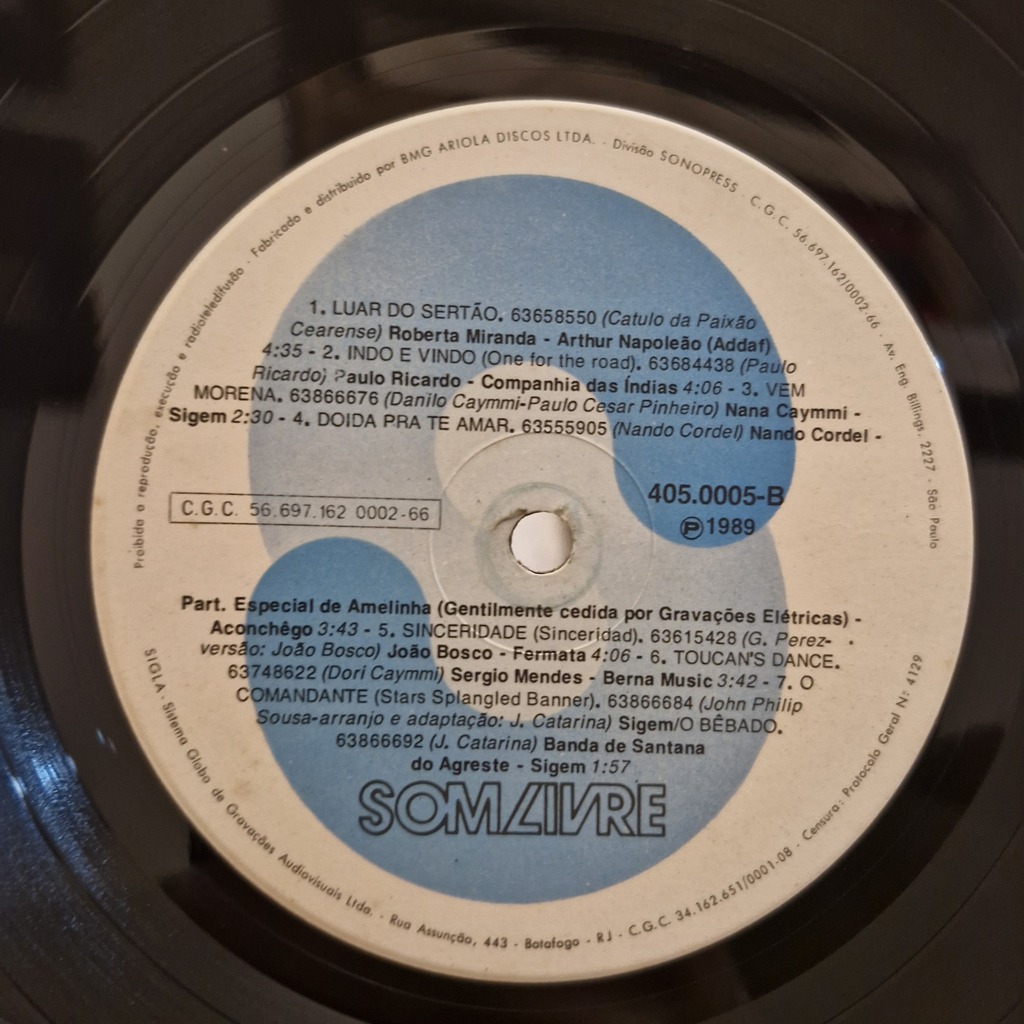 Proibida a reprodução, execução e radioteledifusão · Fabricado e distribuido por BMG ARIOLA DISCOS LTDA. · Divisão SONOPRESS · C.G.C. 56.697.162/0002-66 · Av. Eng. Billings, 2227 - São Paulo
1. LUAR DO SERTÃO. 63658550 (Catulo da Paixão
Cearense) Roberta Miranda - Arthur Napoleão (Addaf)
4:35 - 2. INDO E VINDO (One for the road). 63684438 (Paulo
Ricardo) Paulo Ricardo - Companhia das Índias 4:06 - 3. VEM
MORENA. 63866676 (Danilo Caymmi-Paulo Cesar Pinheiro) Nana Caymmi -
Sigem 2:30 - 4. DOIDA PRA TE AMAR. 63555905 (Nando Cordel) Nando Cordel -
405.0005-B
C.G.C. 56.697.162 0002-66
Ⓟ1989
Part. Especial de Amelinha (Gentilmente cedida por Gravações Elétricas) -
Aconchêgo 3:43 - 5. SINCERIDADE (Sinceridad). 63615428 (G. Perez-
versão: João Bosco) João Bosco - Fermata 4:06 - 6. TOUCAN'S DANCE.
63748622 (Dori Caymmi) Sergio Mendes - Berna Music 3:42 - 7. O
COMANDANTE (Stars Splangled Banner). 63866684 (John Philip
Sousa-arranjo e adaptação: J. Catarina) Sigem/O BÊBADO.
63866692 (J. Catarina) Banda de Santana
do Agreste - Sigem 1:57
SOM LIVRE
SIGLA - Sistema Globo de Gravações Audiovisuais Ltda. - Rua Assunção, 443 - Botafogo - RJ - C.G.C. 34.162.651/0001-08 - Censura: Protocolo Geral Nº 4129